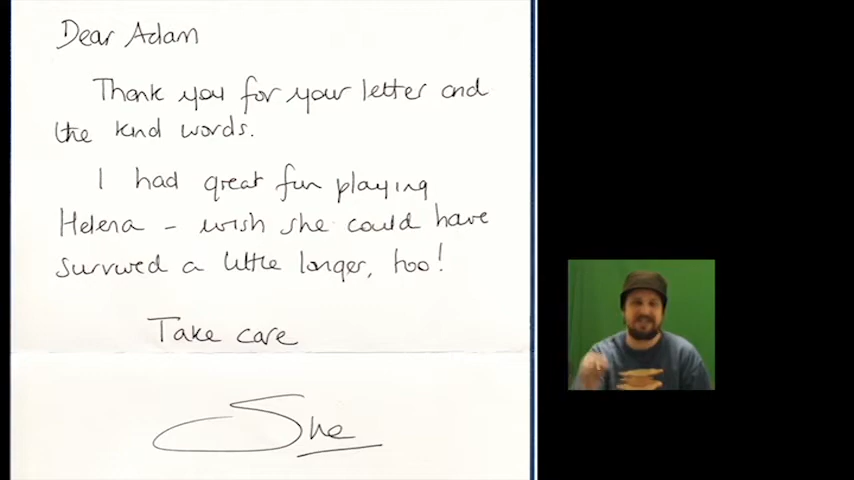 Dear Adam
Thank you for your letter and
the kind words.
I had great fun playing
Helena - wish she could have
survived a little longer, too!
Take care
She